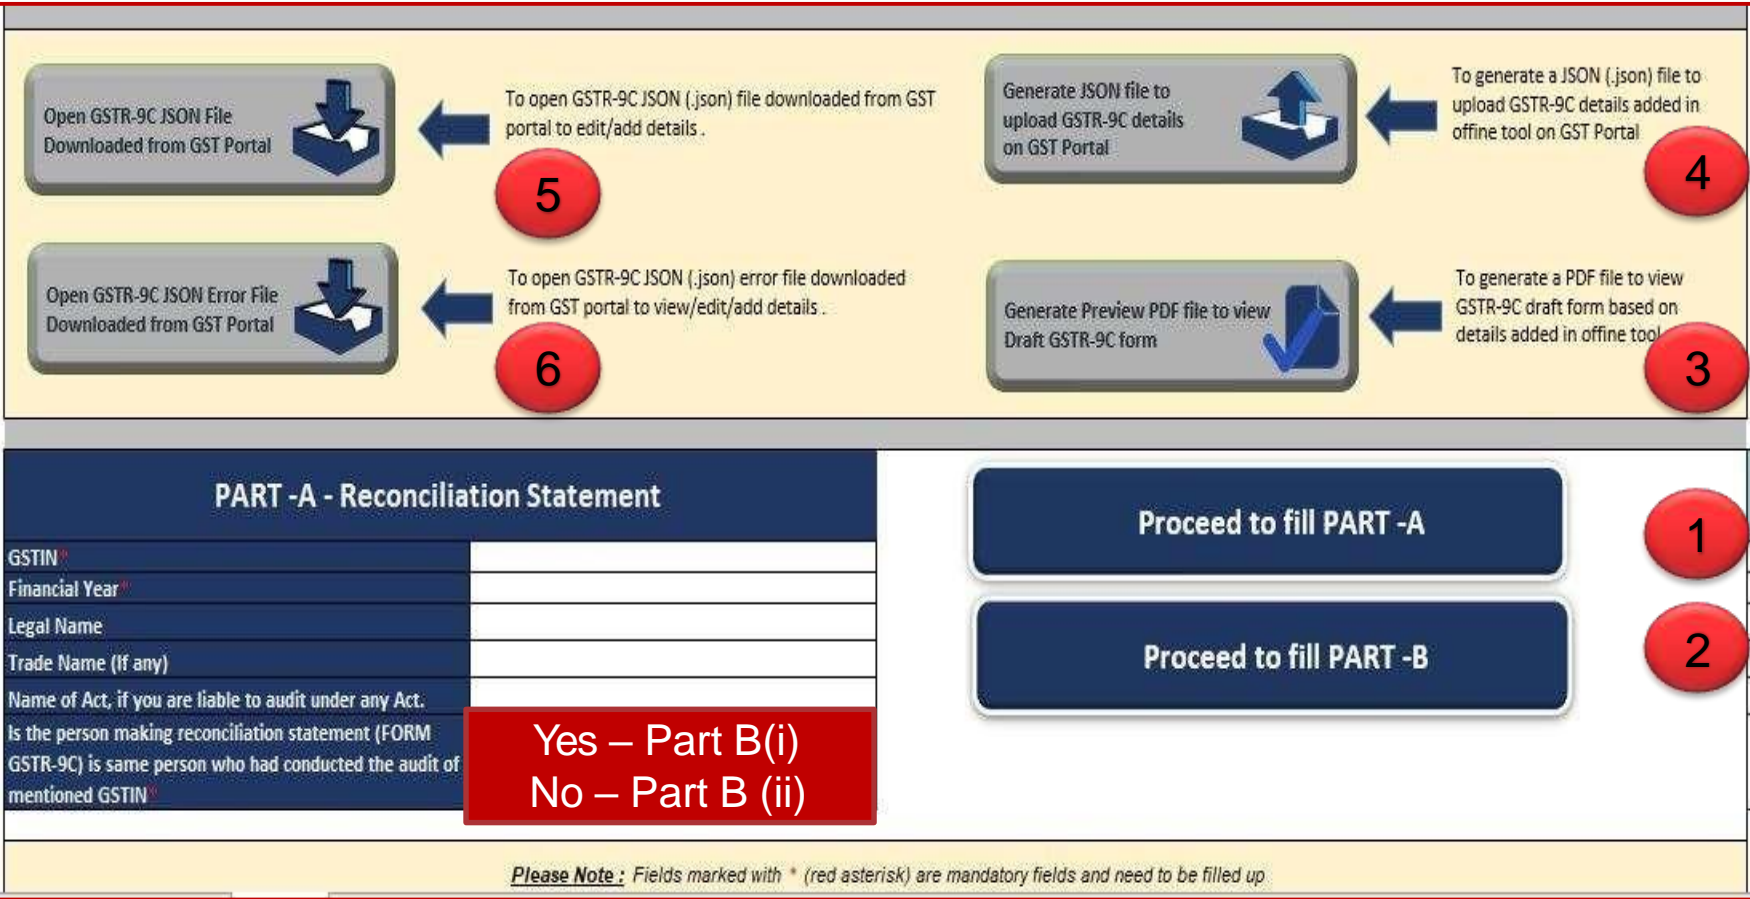 Open GSTR-9C JSON File
Downloaded from GST Portal
To open GSTR-9C JSON (.json) file downloaded from GST
portal to edit/add details .
5
Generate JSON file to
upload GSTR-9C details
on GST Portal
To generate a JSON (.json) file to
upload GSTR-9C details added in
offine tool on GST Portal
4
Open GSTR-9C JSON Error File
Downloaded from GST Portal
To open GSTR-9C JSON (.json) error file downloaded
from GST portal to view/edit/add details .
6
Generate Preview PDF file to view
Draft GSTR-9C form
To generate a PDF file to view
GSTR-9C draft form based on
details added in offine tool
3
PART -A - Reconciliation Statement
GSTIN*
Financial Year*
Legal Name
Trade Name (If any)
Name of Act, if you are liable to audit under any Act.
Is the person making reconciliation statement (FORM
GSTR-9C) is same person who had conducted the audit of
mentioned GSTIN*
Yes – Part B(i)
No – Part B (ii)
Proceed to fill PART -A
1
Proceed to fill PART -B
2
Please Note : Fields marked with * (red asterisk) are mandatory fields and need to be filled up